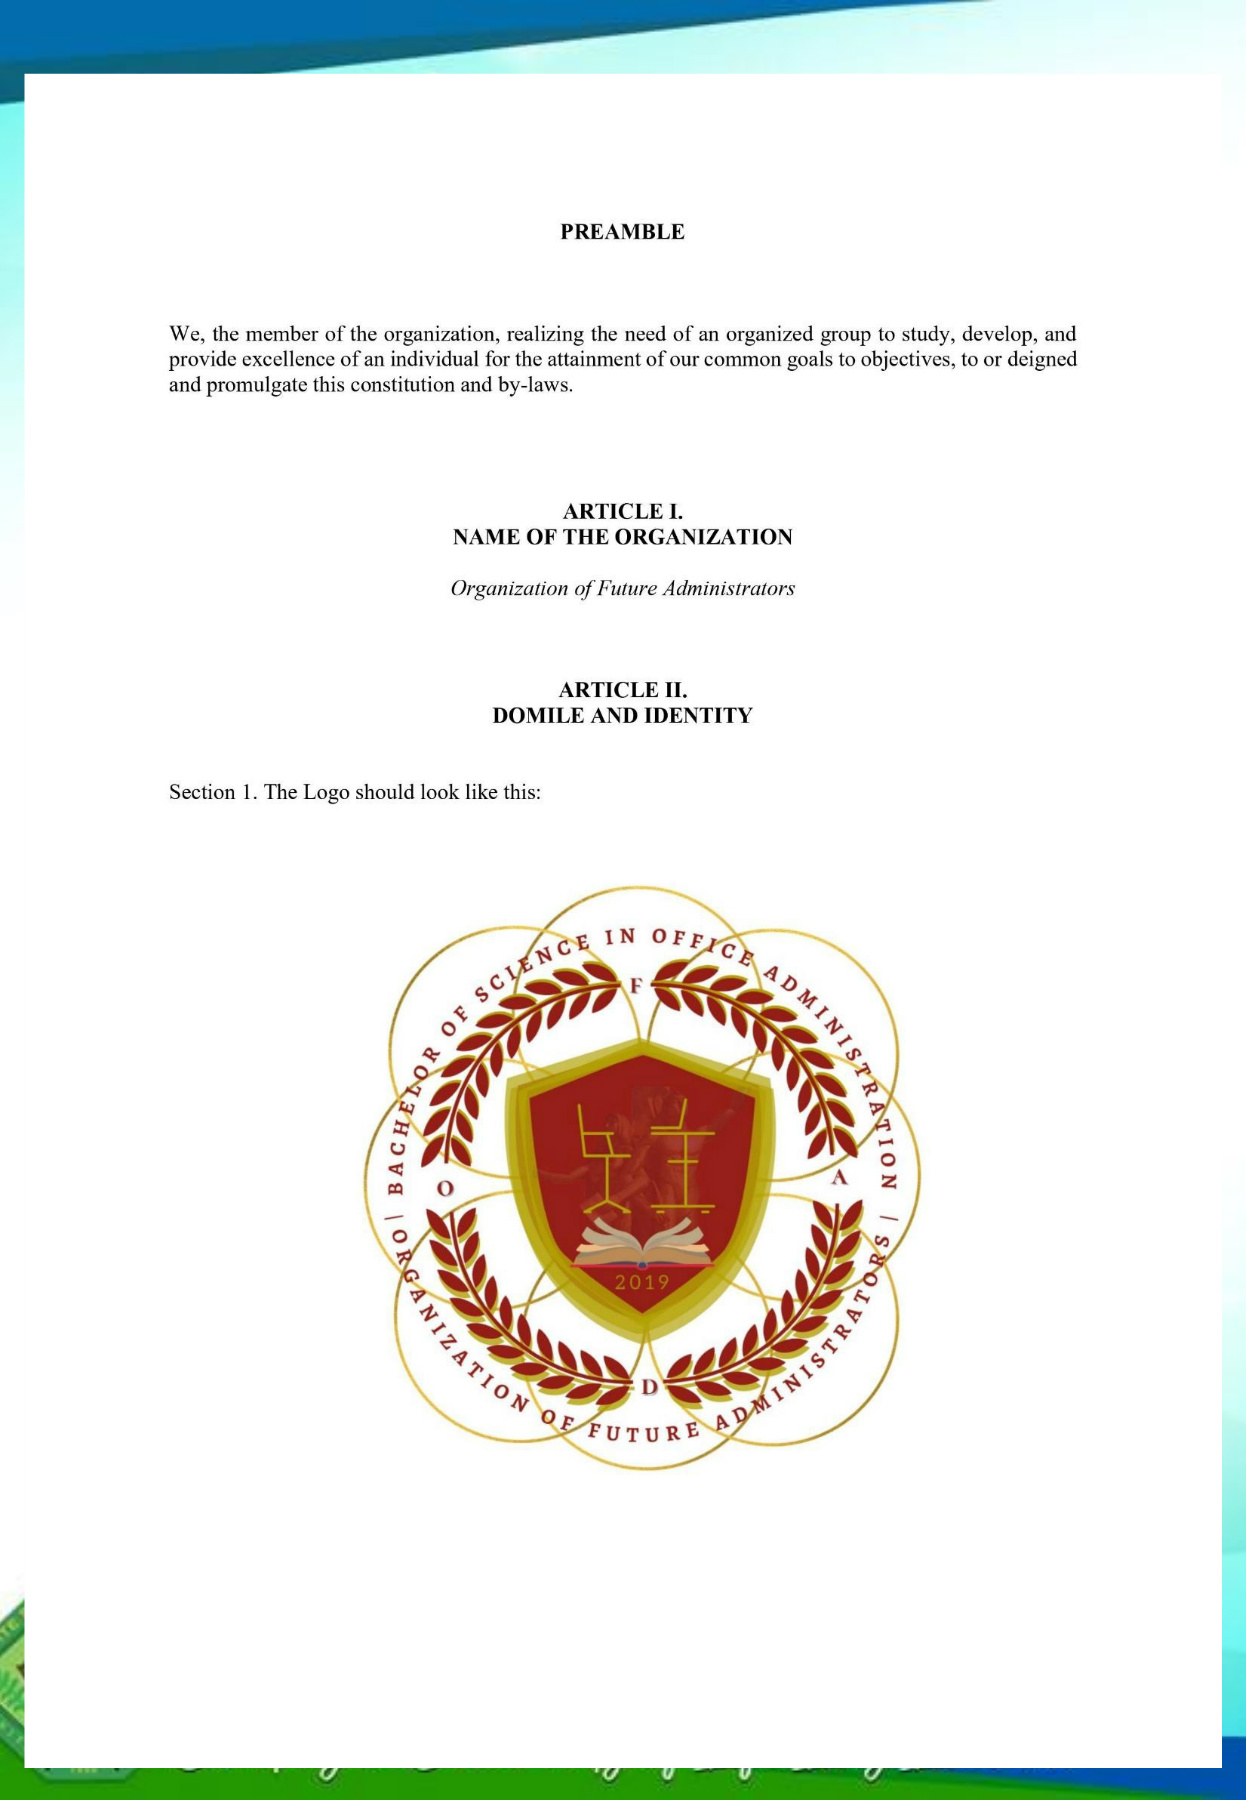 PREAMBLE
We, the member of the organization, realizing the need of an organized group to study, develop, and
provide excellence of an individual for the attainment of our common goals to objectives, to or deigned
and promulgate this constitution and by-laws.
ARTICLE I.
NAME OF THE ORGANIZATION
Organization of Future Administrators
ARTICLE II.
DOMILE AND IDENTITY
Section 1. The Logo should look like this:
| BACHELOR OF SCIENCE IN OFFICE ADMINISTRATION |
F
O
A
2019
D
ORGANIZATION OF FUTURE ADMINISTRATORS